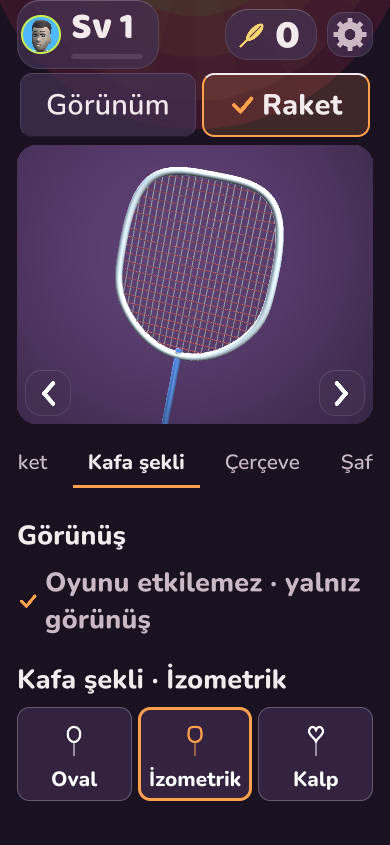 Sv 1
0
Görünüm
Raket
ket
Kafa şekli
Çerçeve
Şaf
Görünüş
Oyunu etkilemez · yalnız
görünüş
Kafa şekli · İzometrik
Oval
İzometrik
Kalp